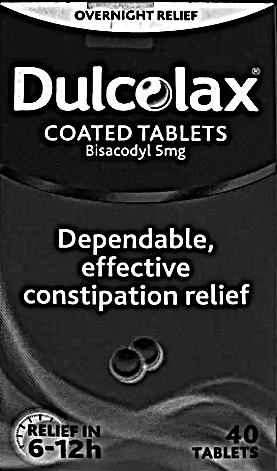 OVERNIGHT RELIEF
Dulcolax®
COATED TABLETS
Bisacodyl 5mg
Dependable,
effective
constipation relief
RELIEF IN
6-12h
40
TABLETS